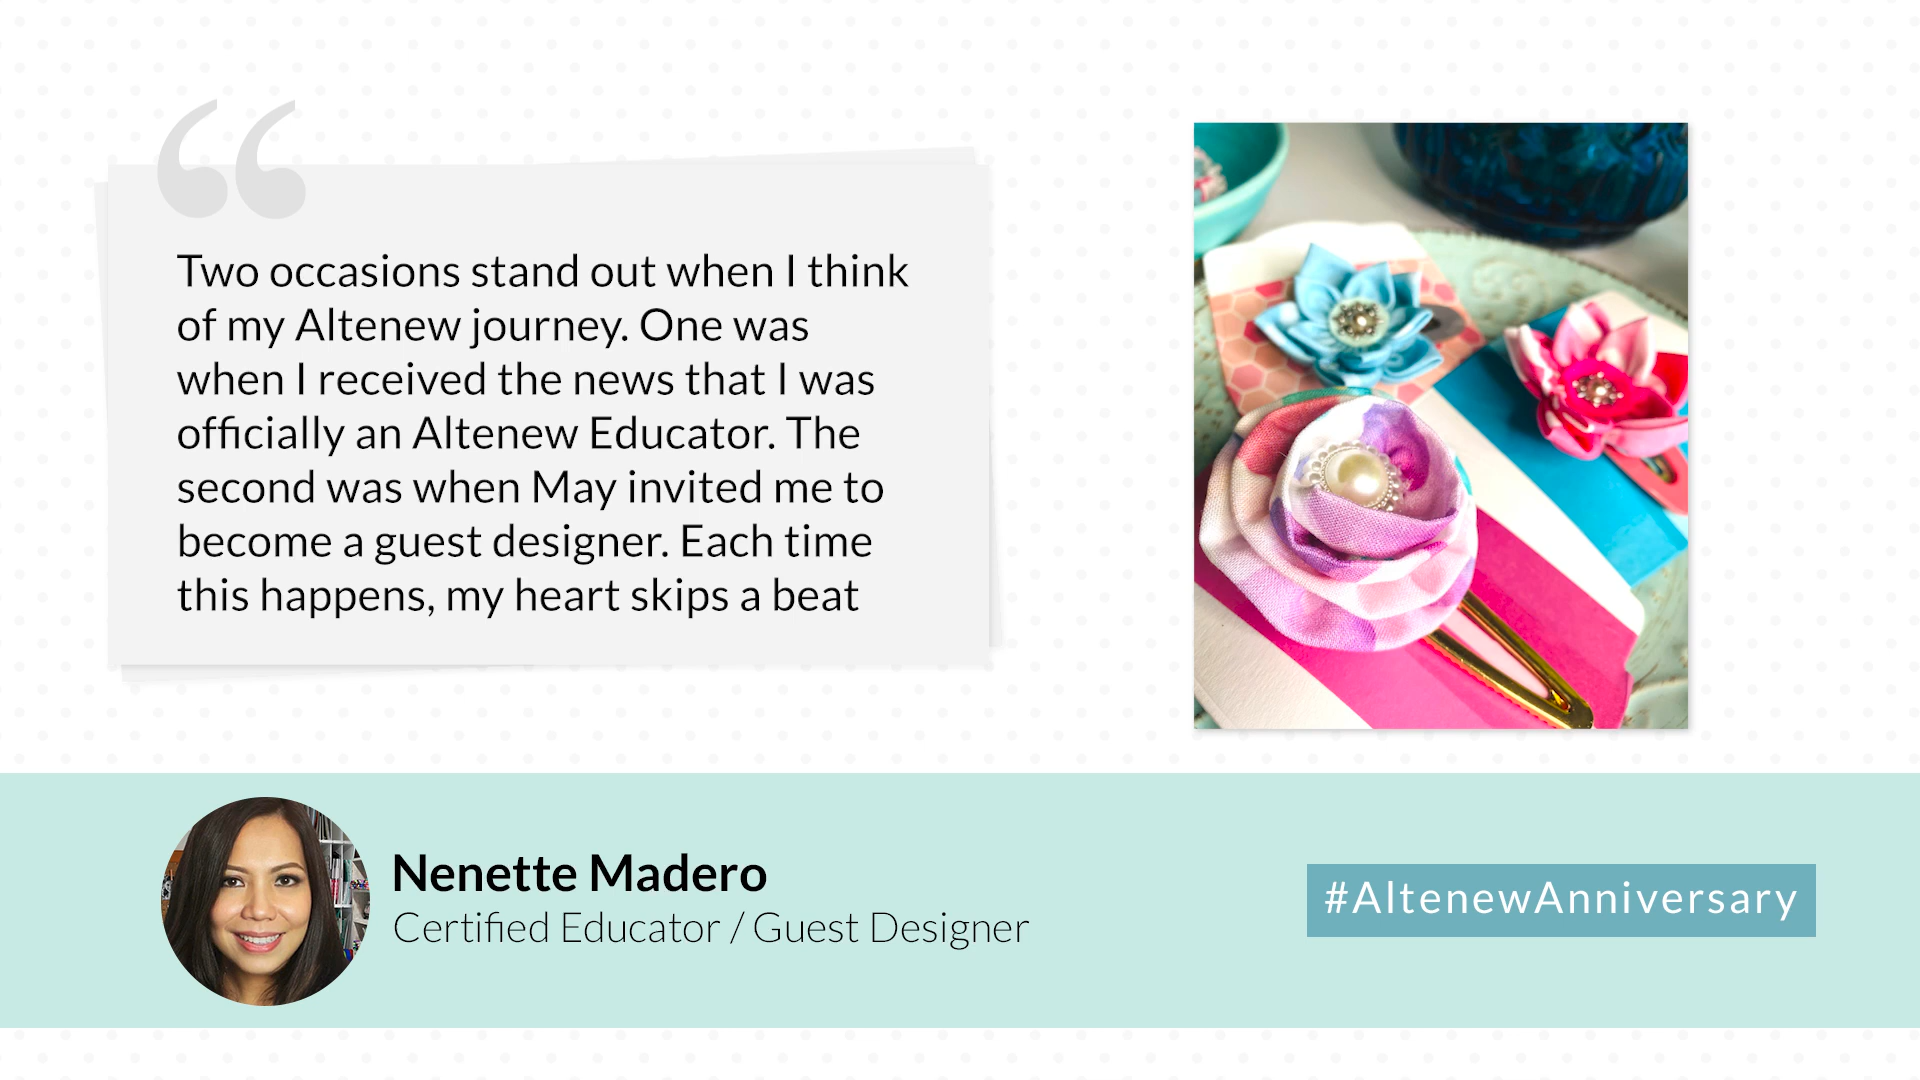 Two occasions stand out when I think
of my Altenew journey. One was
when I received the news that I was
officially an Altenew Educator. The
second was when May invited me to
become a guest designer. Each time
this happens, my heart skips a beat
Nenette Madero
Certified Educator / Guest Designer
#AltenewAnniversary